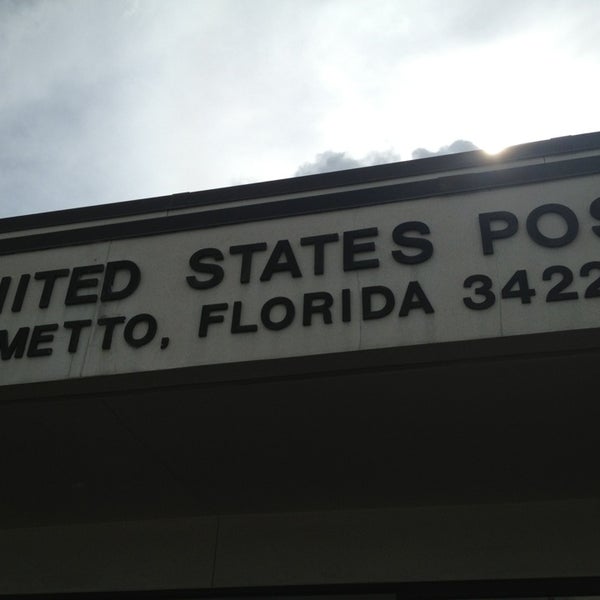 NITED STATES POS
METTO, FLORIDA 3422